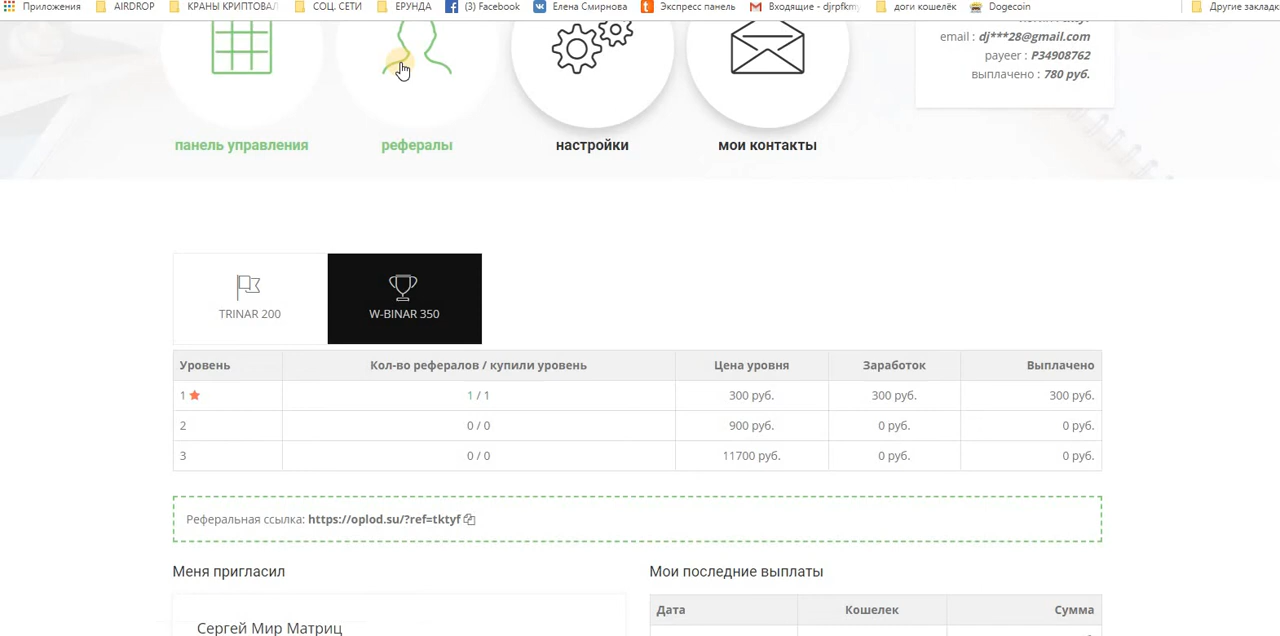 Приложения AIRDROP КРАНЫ КРИПТОВАЛ СОЦ. СЕТИ ЕРУНДА (3) Facebook Елена Смирнова Экспресс панель Входящие - djrpfkmy доги кошелёк Dogecoin Другие закладк
email : dj***28@gmail.com
payeer : P34908762
выплачено : 780 руб.
панель управления рефералы настройки мои контакты
TRINAR 200 W-BINAR 350
Уровень Кол-во рефералов / купили уровень Цена уровня Заработок Выплачено
1 1 / 1 300 руб. 300 руб. 300 руб.
2 0 / 0 900 руб. 0 руб. 0 руб.
3 0 / 0 11700 руб. 0 руб. 0 руб.
Реферальная ссылка: https://oplod.su/?ref=tktyf
Меня пригласил Мои последние выплаты
Дата Кошелек Сумма
Сергей Мир Матриц